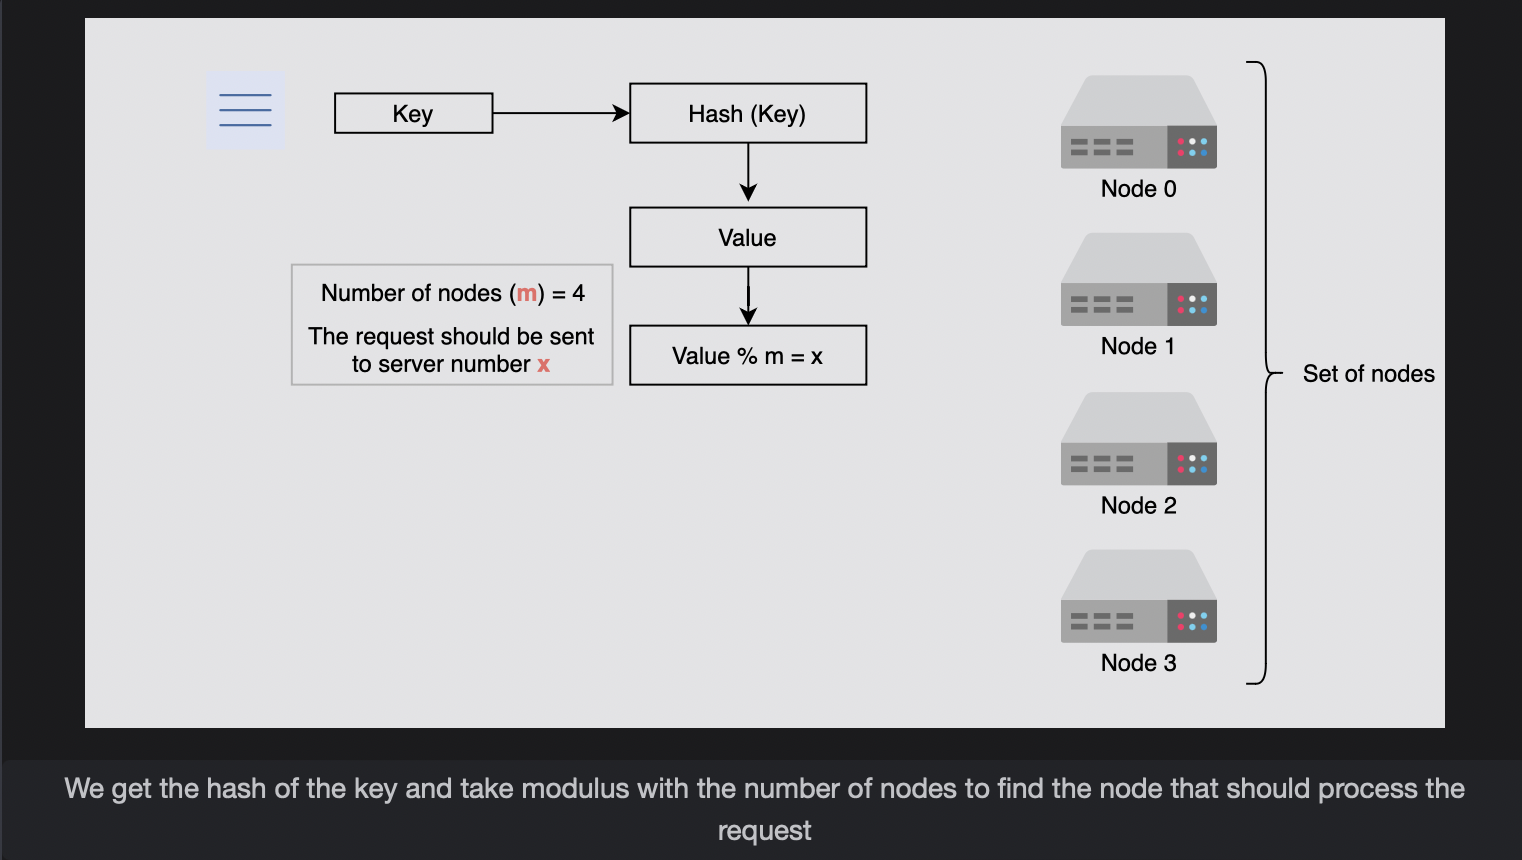 Key
Hash (Key)
Value
Number of nodes (m) = 4
The request should be sent
to server number x
Value % m = x
Node 0
Node 1
Node 2
Node 3
Set of nodes
We get the hash of the key and take modulus with the number of nodes to find the node that should process the
request